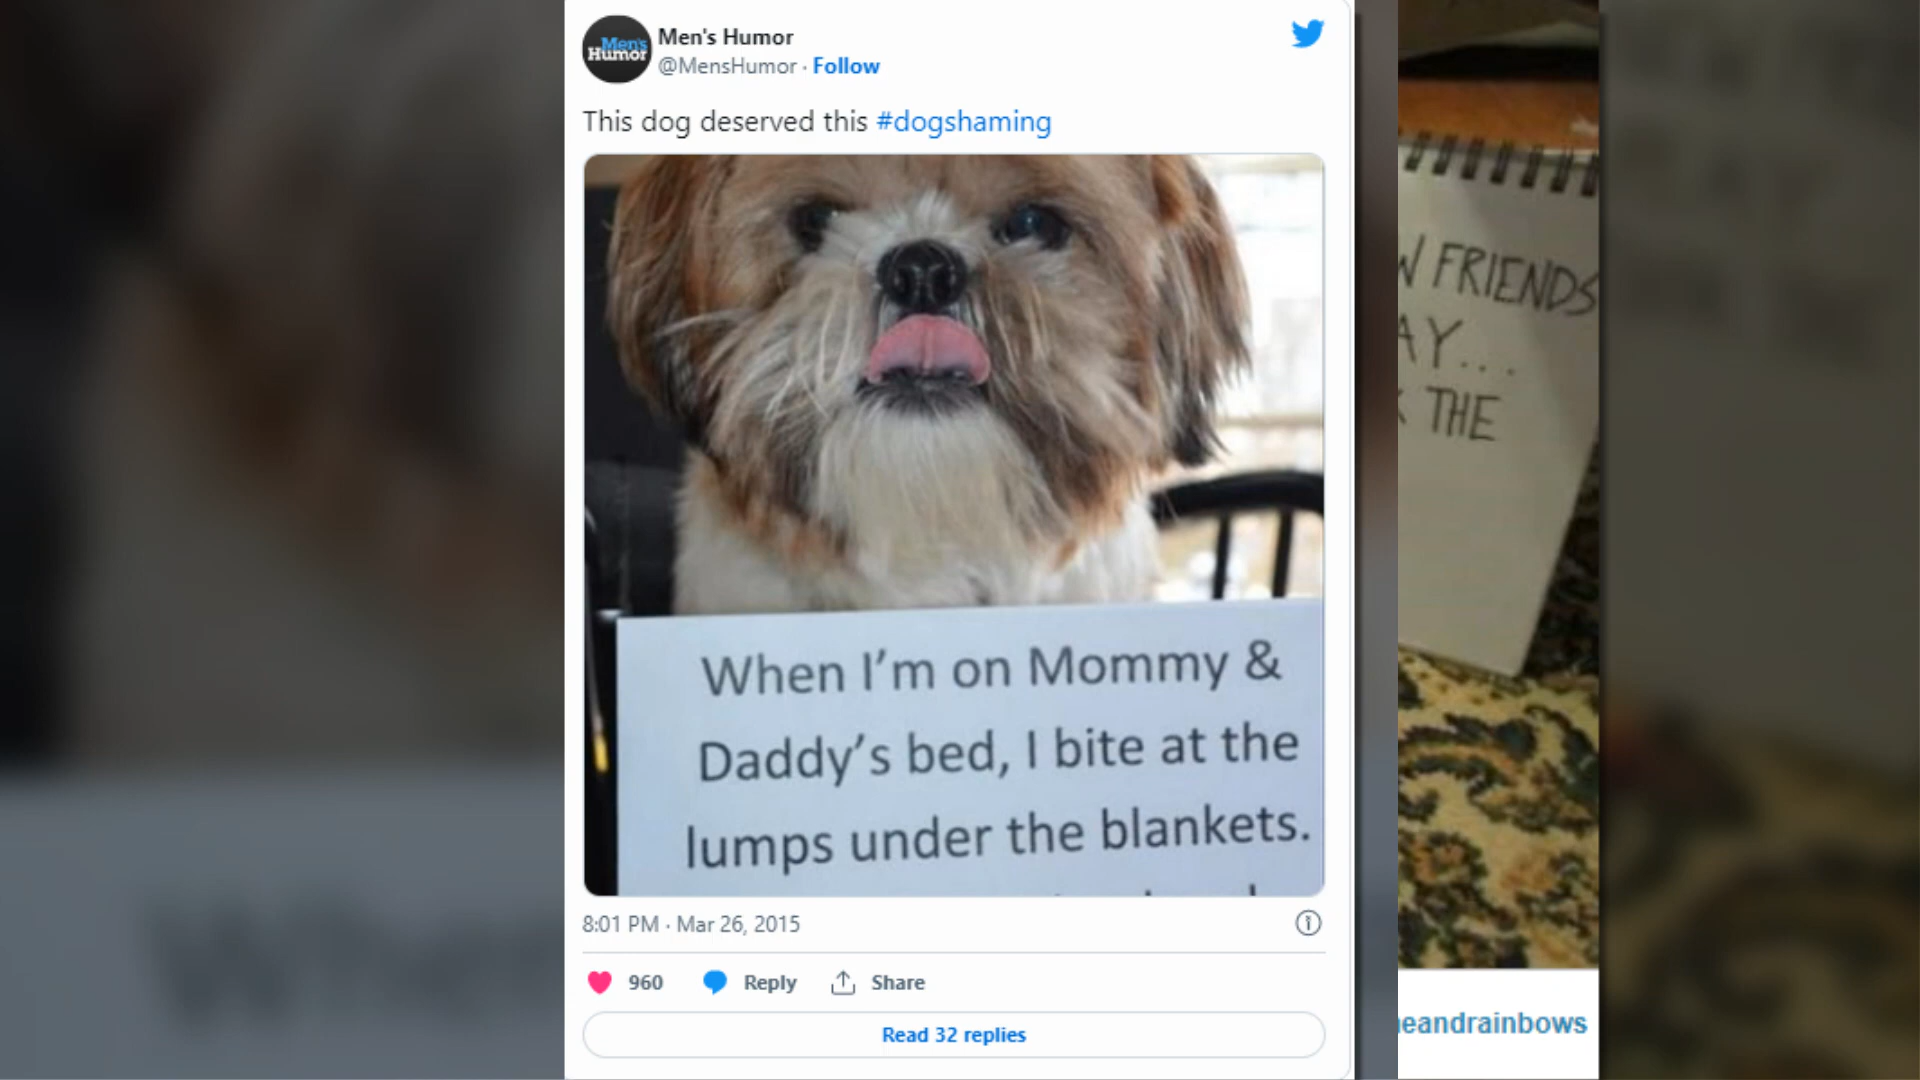 Men's Humor
Men's
Humor
@MensHumor · Follow
This dog deserved this #dogshaming
When I'm on Mommy &
Daddy's bed, I bite at the
lumps under the blankets.
8:01 PM · Mar 26, 2015
960 Reply Share
Read 32 replies
FRIENDS
AY...
THE
eandrainbows